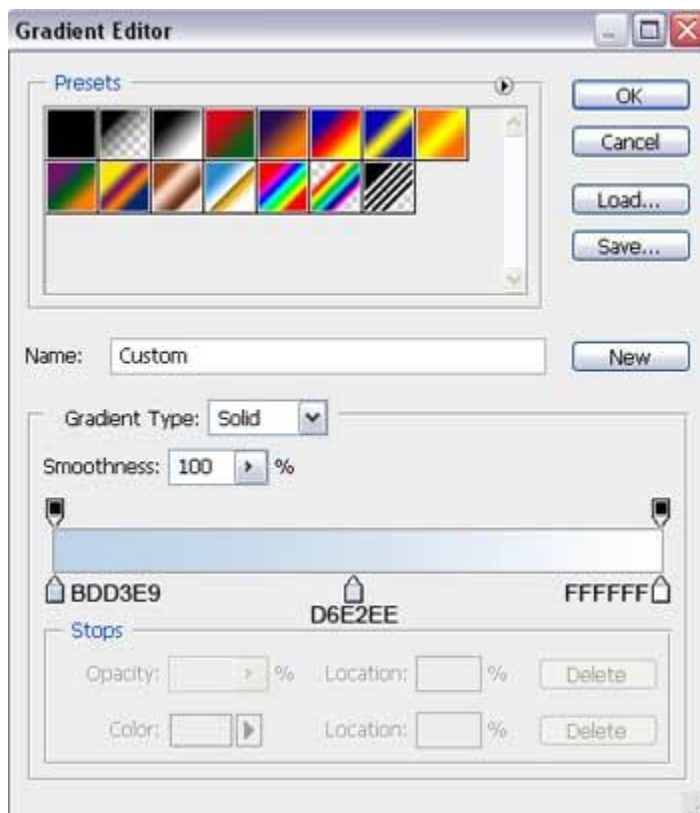 Gradient Editor
Presets
OK
Cancel
Load...
Save...
Name: Custom
New
Gradient Type: Solid
Smoothness: 100 %
BDD3E9
D6E2EE
FFFFFF
Stops
Opacity: % Location: % Delete
Color: Location: % Delete